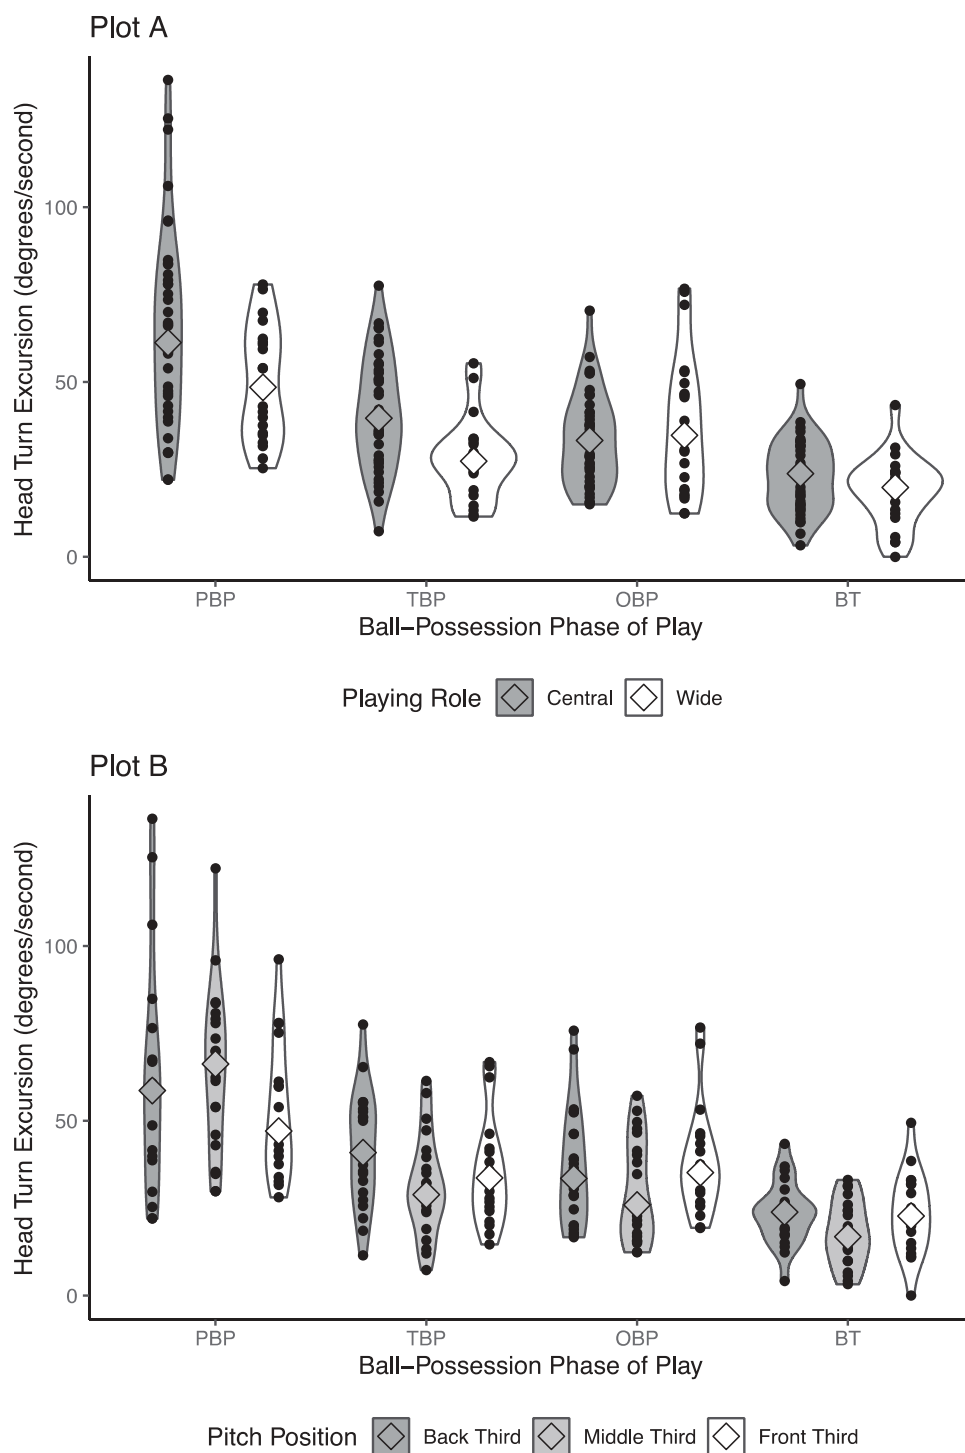 Plot A
Head Turn Excursion (degrees/second)
100
50
0
PBP TBP OBP BT
Ball−Possession Phase of Play
Playing Role Central Wide
Plot B
Head Turn Excursion (degrees/second)
100
50
0
PBP TBP OBP BT
Ball−Possession Phase of Play
Pitch Position Back Third Middle Third Front Third